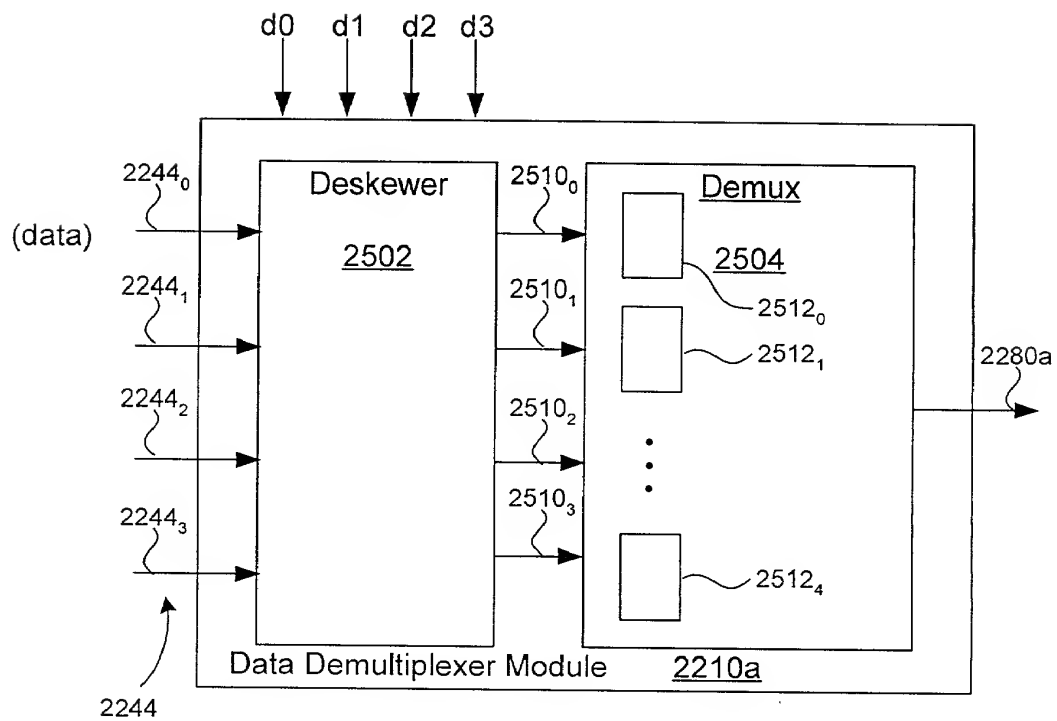 d0 d1 d2 d3
2244₀
Deskewer
2510₀
Demux
(data)
2502
2504
2512₀
2244₁
2510₁
2512₁
2280a
2244₂
2510₂
2244₃
2510₃
2512₄
Data Demultiplexer Module 2210a
2244